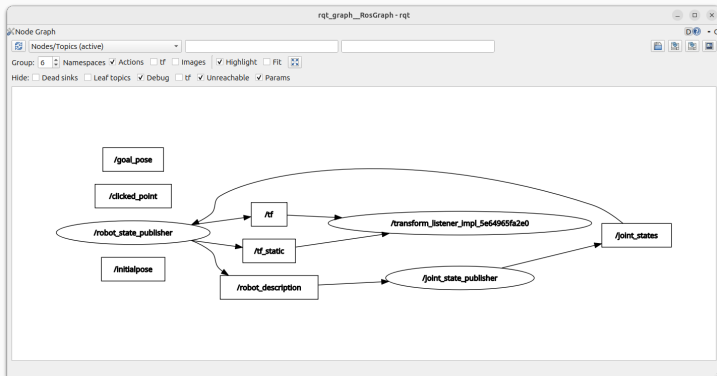 rqt_graph__RosGraph - rqt
Node Graph
D
Nodes/Topics (active)
Group: 6 Namespaces Actions tf Images Highlight Fit
Hide: Dead sinks Leaf topics Debug tf Unreachable Params
/goal_pose
/clicked_point
/robot_state_publisher
/initialpose
/tf
/tf_static
/robot_description
/transform_listener_impl_5e64965fa2e0
/joint_state_publisher
/joint_states